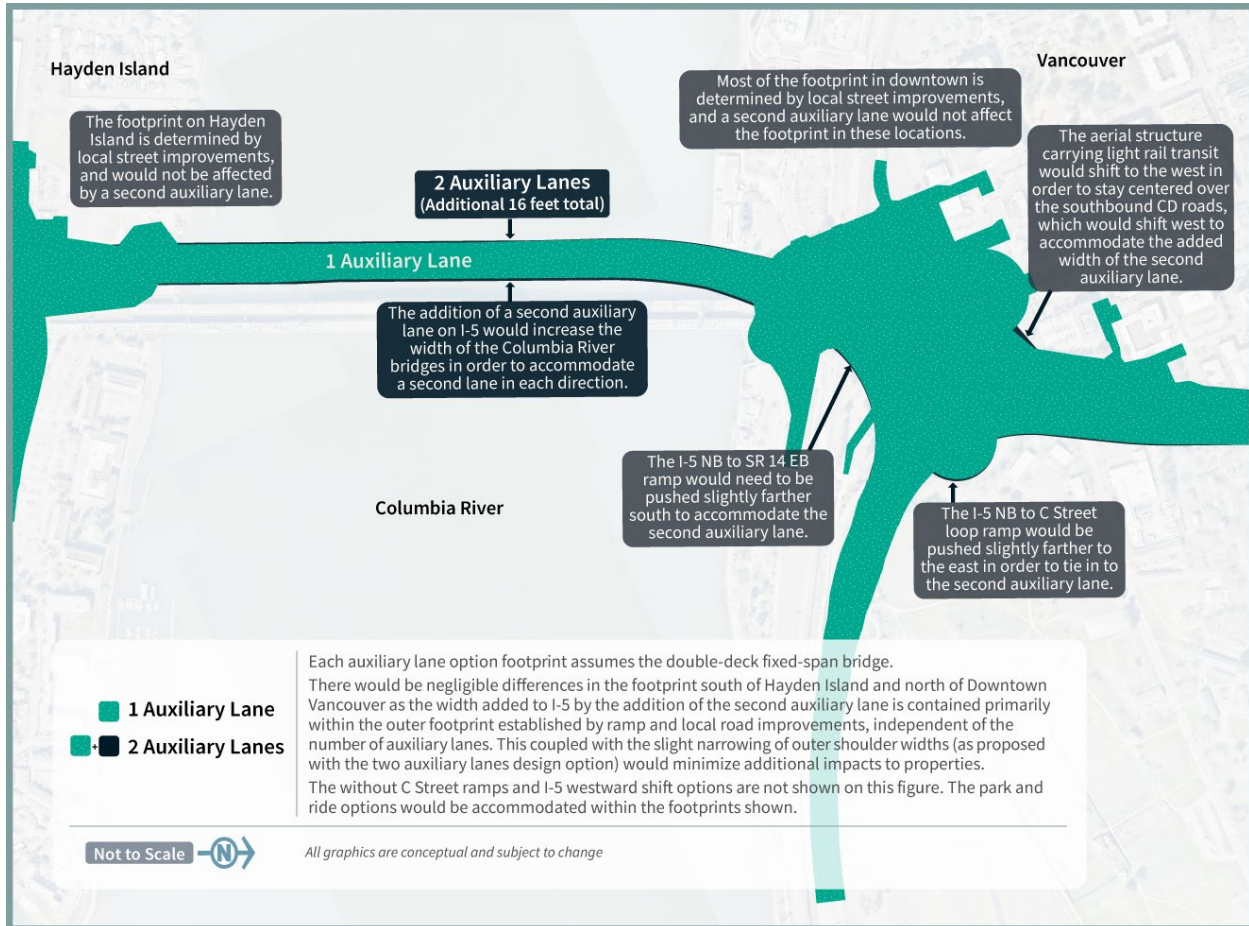 Hayden Island
The footprint on Hayden
Island is determined by
local street improvements,
and would not be affected
by a second auxiliary lane.
2 Auxiliary Lanes
(Additional 16 feet total)
1 Auxiliary Lane
The addition of a second auxiliary
lane on I-5 would increase the
width of the Columbia River
bridges in order to accommodate
a second lane in each direction.
Most of the footprint in downtown is
determined by local street improvements,
and a second auxiliary lane would not affect
the footprint in these locations.
Vancouver
The aerial structure
carrying light rail transit
would shift to the west in
order to stay centered over
the southbound CD roads,
which would shift west to
accommodate the added
width of the second
auxiliary lane.
Columbia River
The I-5 NB to SR 14 EB
ramp would need to be
pushed slightly farther
south to accommodate the
second auxiliary lane.
The I-5 NB to C Street
loop ramp would be
pushed slightly farther to
the east in order to tie in to
the second auxiliary lane.
1 Auxiliary Lane
+ 2 Auxiliary Lanes
Each auxiliary lane option footprint assumes the double-deck fixed-span bridge.
There would be negligible differences in the footprint south of Hayden Island and north of Downtown
Vancouver as the width added to I-5 by the addition of the second auxiliary lane is contained primarily
within the outer footprint established by ramp and local road improvements, independent of the
number of auxiliary lanes. This coupled with the slight narrowing of outer shoulder widths (as proposed
with the two auxiliary lanes design option) would minimize additional impacts to properties.
The without C Street ramps and I-5 westward shift options are not shown on this figure. The park and
ride options would be accommodated within the footprints shown.
Not to Scale N
All graphics are conceptual and subject to change